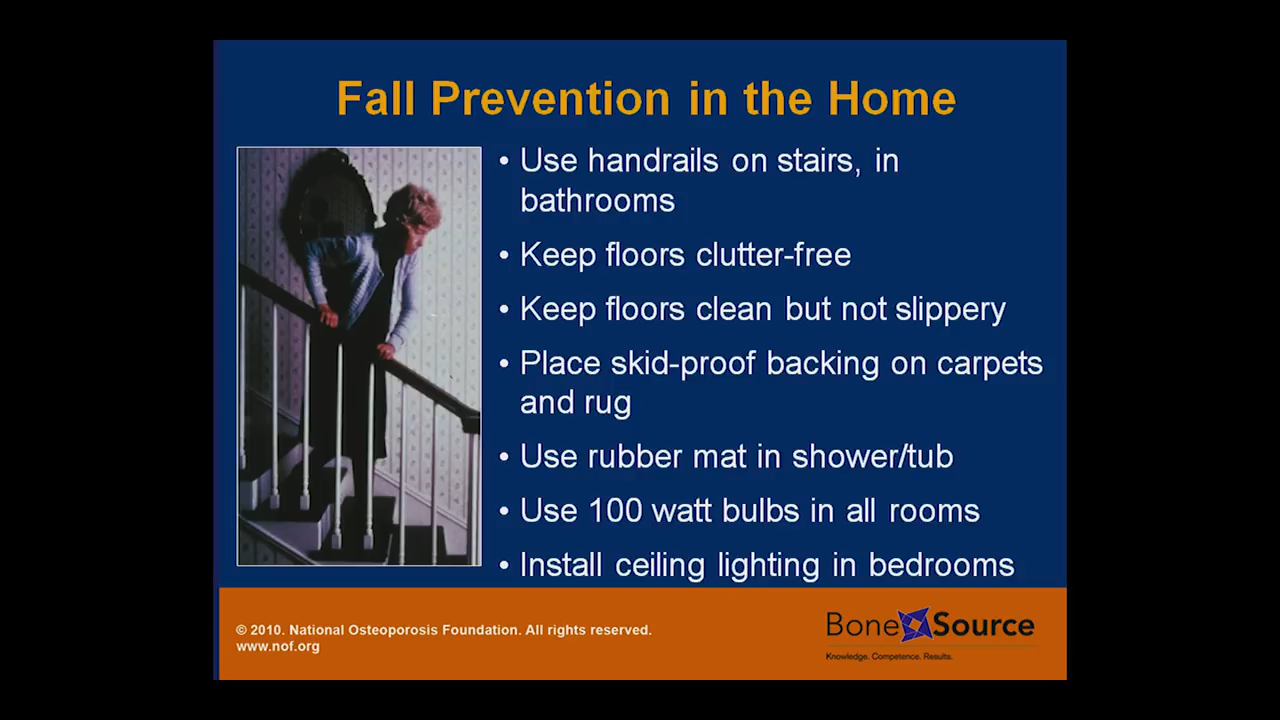 Fall Prevention in the Home
• Use handrails on stairs, in
bathrooms
• Keep floors clutter-free
• Keep floors clean but not slippery
• Place skid-proof backing on carpets
and rug
• Use rubber mat in shower/tub
• Use 100 watt bulbs in all rooms
• Install ceiling lighting in bedrooms
© 2010. National Osteoporosis Foundation. All rights reserved.
www.nof.org
Bone Source
Knowledge. Competence. Results.